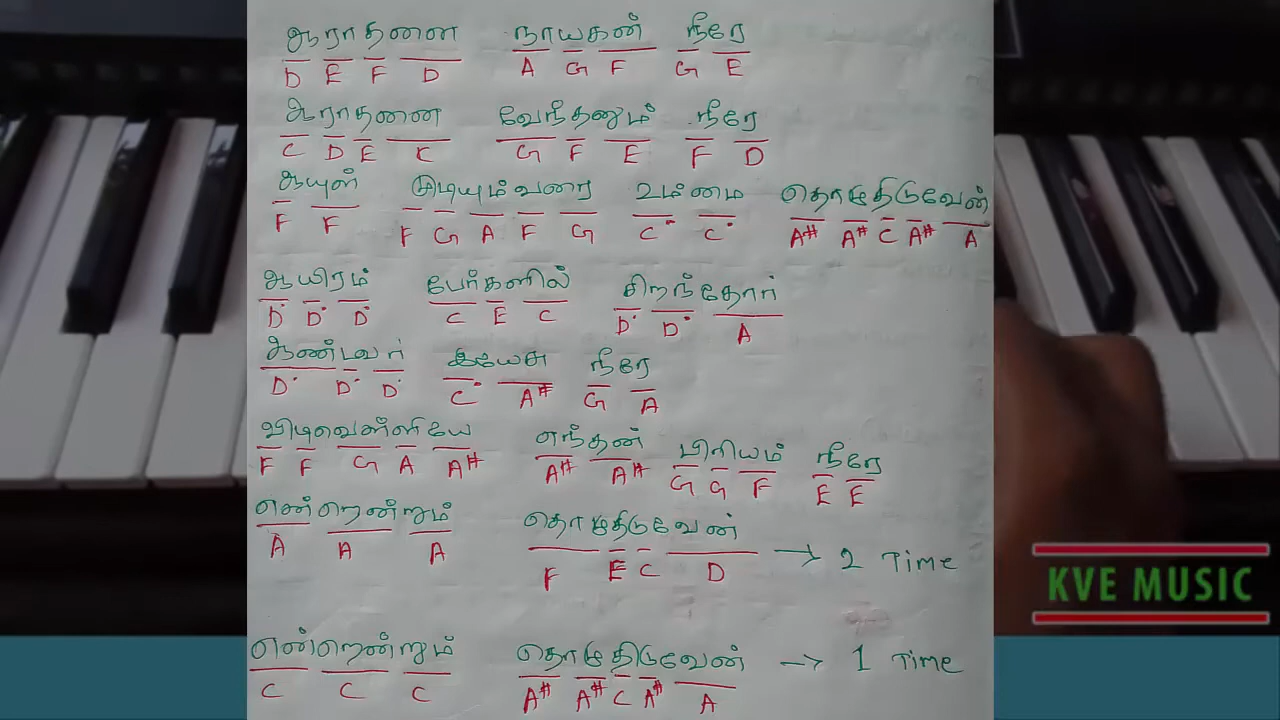 ஆராதனை நாயகன் நீரே
D E F D A G F G E
ஆராதனை வேந்தனும் நீரே
C D E C G F E F D
ஆயுள் முடியும்வரை உம்மை தொழுதிடுவேன்
F F F G A F G C• C• A# A# C A# A
ஆயிரம் பேர்களில் சிறந்தோர்
D• D• D• C E C D• D• A
ஆண்டவர் இயேசு நீரே
D• D• D• C• A# G A
விடிவெள்ளியே எந்தன் பிரியம் நீரே
F F G A A# A# A# G G F E E
என்றென்றும் தொழுதிடுவேன் → 2 Time
A A A F E C D
என்றென்றும் தொழுதிடுவேன் → 1 Time
C C C A# A# C A# A
KVE MUSIC